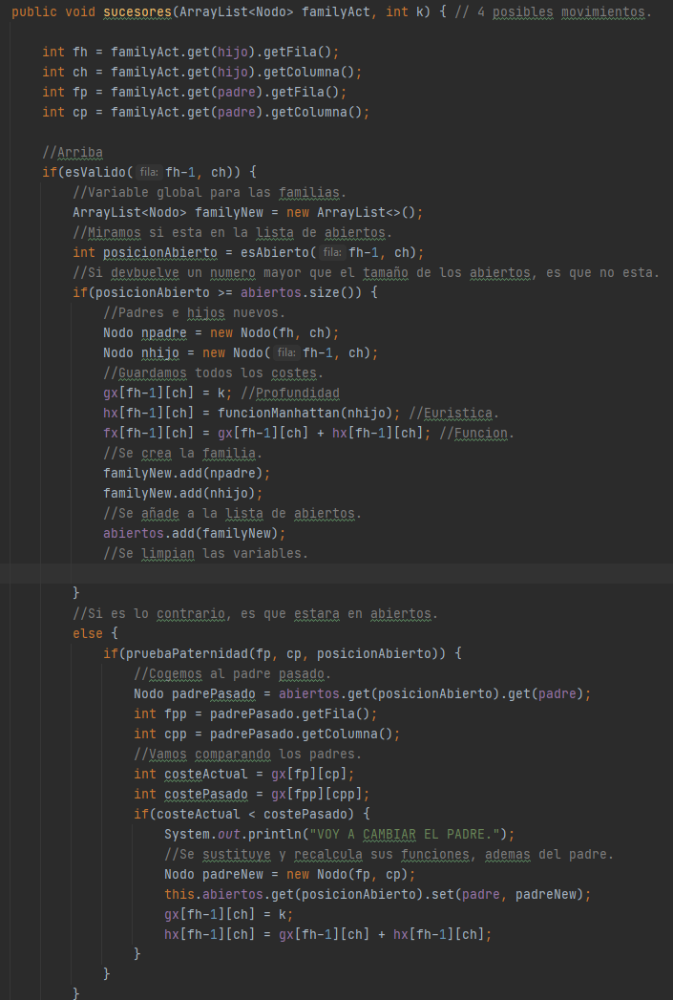 public void sucesores(ArrayList<Nodo> familyAct, int k) { // 4 posibles movimientos.
int fh = familyAct.get(hijo).getFila();
int ch = familyAct.get(hijo).getColumna();
int fp = familyAct.get(padre).getFila();
int cp = familyAct.get(padre).getColumna();
//Arriba
if(esValido( fila: fh-1, ch)) {
//Variable global para las familias.
ArrayList<Nodo> familyNew = new ArrayList<>();
//Miramos si esta en la lista de abiertos.
int posicionAbierto = esAbierto( fila: fh-1, ch);
//Si devbuelve un numero mayor que el tamaño de los abiertos, es que no esta.
if(posicionAbierto >= abiertos.size()) {
//Padres e hijos nuevos.
Nodo npadre = new Nodo(fh, ch);
Nodo nhijo = new Nodo( fila: fh-1, ch);
//Guardamos todos los costes.
gx[fh-1][ch] = k; //Profundidad
hx[fh-1][ch] = funcionManhattan(nhijo); //Euristica.
fx[fh-1][ch] = gx[fh-1][ch] + hx[fh-1][ch]; //Funcion.
//Se crea la familia.
familyNew.add(npadre);
familyNew.add(nhijo);
//Se añade a la lista de abiertos.
abiertos.add(familyNew);
//Se limpian las variables.
}
//Si es lo contrario, es que estara en abiertos.
else {
if(pruebaPaternidad(fp, cp, posicionAbierto)) {
//Cogemos al padre pasado.
Nodo padrePasado = abiertos.get(posicionAbierto).get(padre);
int fpp = padrePasado.getFila();
int cpp = padrePasado.getColumna();
//Vamos comparando los padres.
int costeActual = gx[fp][cp];
int costePasado = gx[fpp][cpp];
if(costeActual < costePasado) {
System.out.println("VOY A CAMBIAR EL PADRE.");
//Se sustituye y recalcula sus funciones, ademas del padre.
Nodo padreNew = new Nodo(fp, cp);
this.abiertos.get(posicionAbierto).set(padre, padreNew);
gx[fh-1][ch] = k;
hx[fh-1][ch] = gx[fh-1][ch] + hx[fh-1][ch];
}
}
}